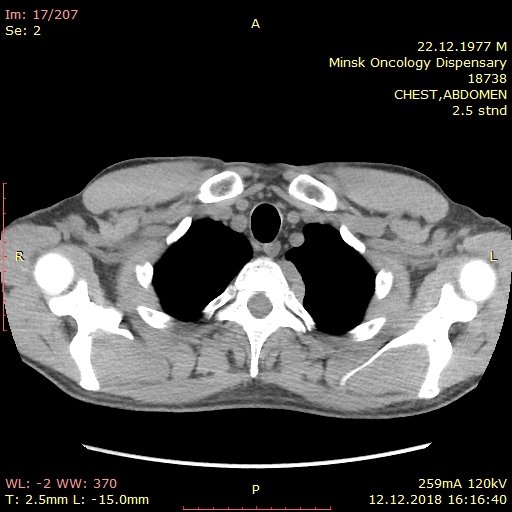 Im: 17/207
Se: 2
A
22.12.1977 M
Minsk Oncology Dispensary
18738
CHEST,ABDOMEN
2.5 stnd
R
L
WL: -2 WW: 370
T: 2.5mm L: -15.0mm
P
259mA 120kV
12.12.2018 16:16:40